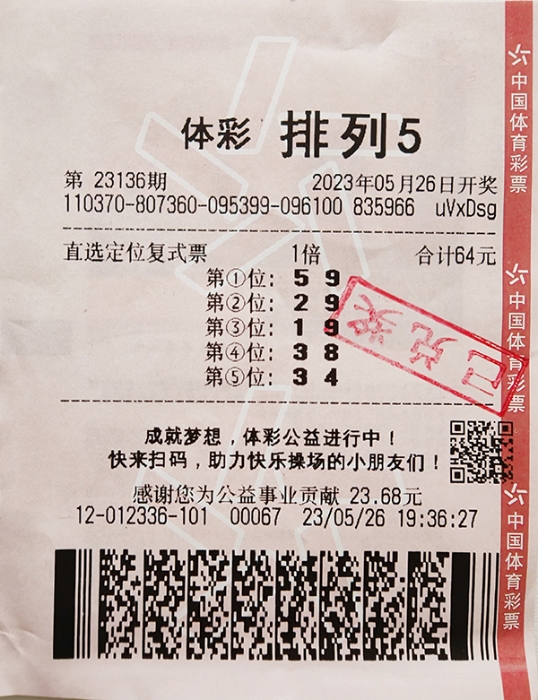 体彩 排列5
第 23136期 2023年05月26日开奖
110370-807360-095399-096100 835966 uVxDsg
直选定位复式票 1倍 合计64元
第①位: 5 9
第②位: 2 9
第③位: 1 9
第④位: 3 8
第⑤位: 3 4
已兑奖
成就梦想，体彩公益进行中！
快来扫码，助力快乐操场的小朋友们！
感谢您为公益事业贡献 23.68元
12-012336-101 00067 23/05/26 19:36:27
中国体育彩票
中国体育彩票
中国体育彩票